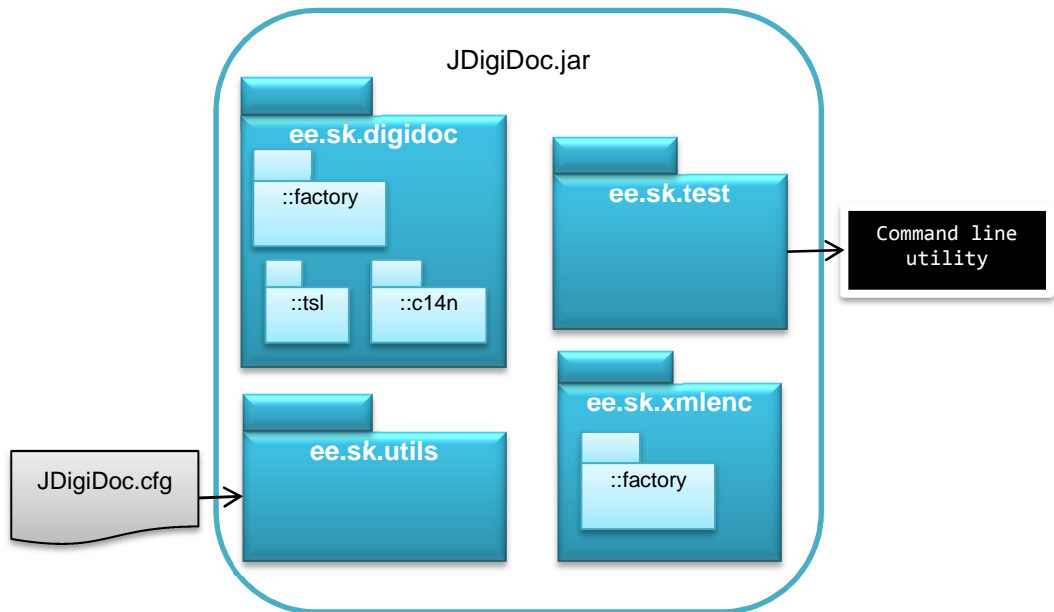 JDigiDoc.jar
ee.sk.digidoc
::factory
::tsl
::c14n
ee.sk.test
Command line
utility
ee.sk.utils
JDigiDoc.cfg
ee.sk.xmlenc
::factory